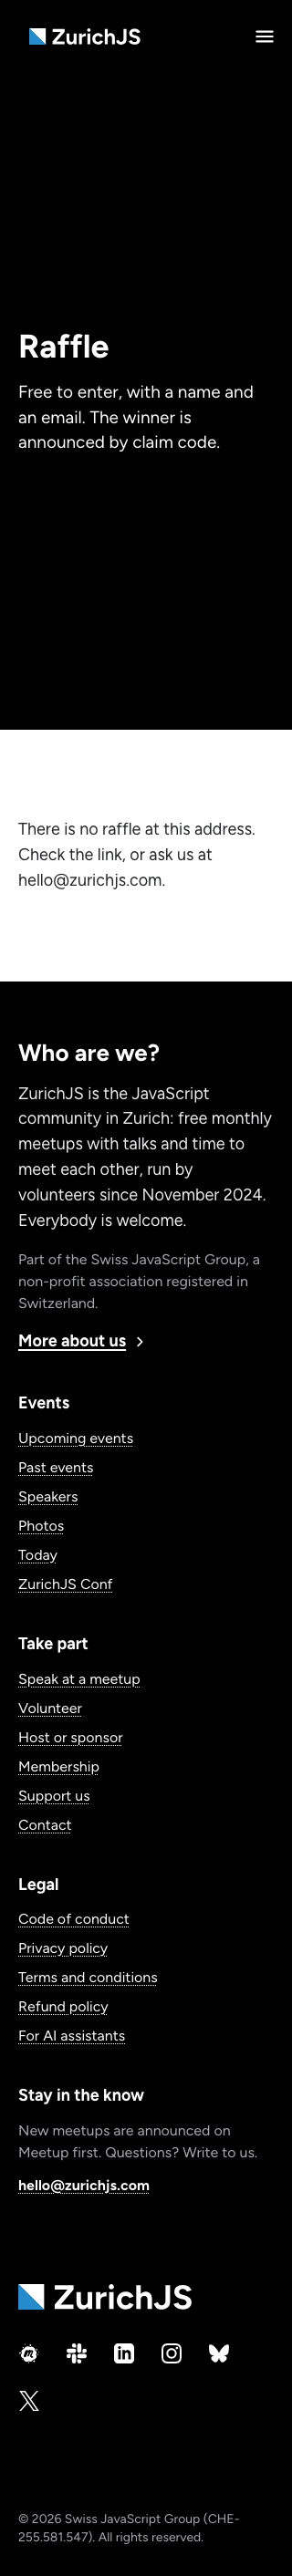 ZurichJS
Raffle
Free to enter, with a name and
an email. The winner is
announced by claim code.
There is no raffle at this address.
Check the link, or ask us at
hello@zurichjs.com.
Who are we?
ZurichJS is the JavaScript
community in Zurich: free monthly
meetups with talks and time to
meet each other, run by
volunteers since November 2024.
Everybody is welcome.
Part of the Swiss JavaScript Group, a
non-profit association registered in
Switzerland.
More about us
Events
Upcoming events
Past events
Speakers
Photos
Today
ZurichJS Conf
Take part
Speak at a meetup
Volunteer
Host or sponsor
Membership
Support us
Contact
Legal
Code of conduct
Privacy policy
Terms and conditions
Refund policy
For AI assistants
Stay in the know
New meetups are announced on
Meetup first. Questions? Write to us.
hello@zurichjs.com
ZurichJS
© 2026 Swiss JavaScript Group (CHE-
255.581.547). All rights reserved.